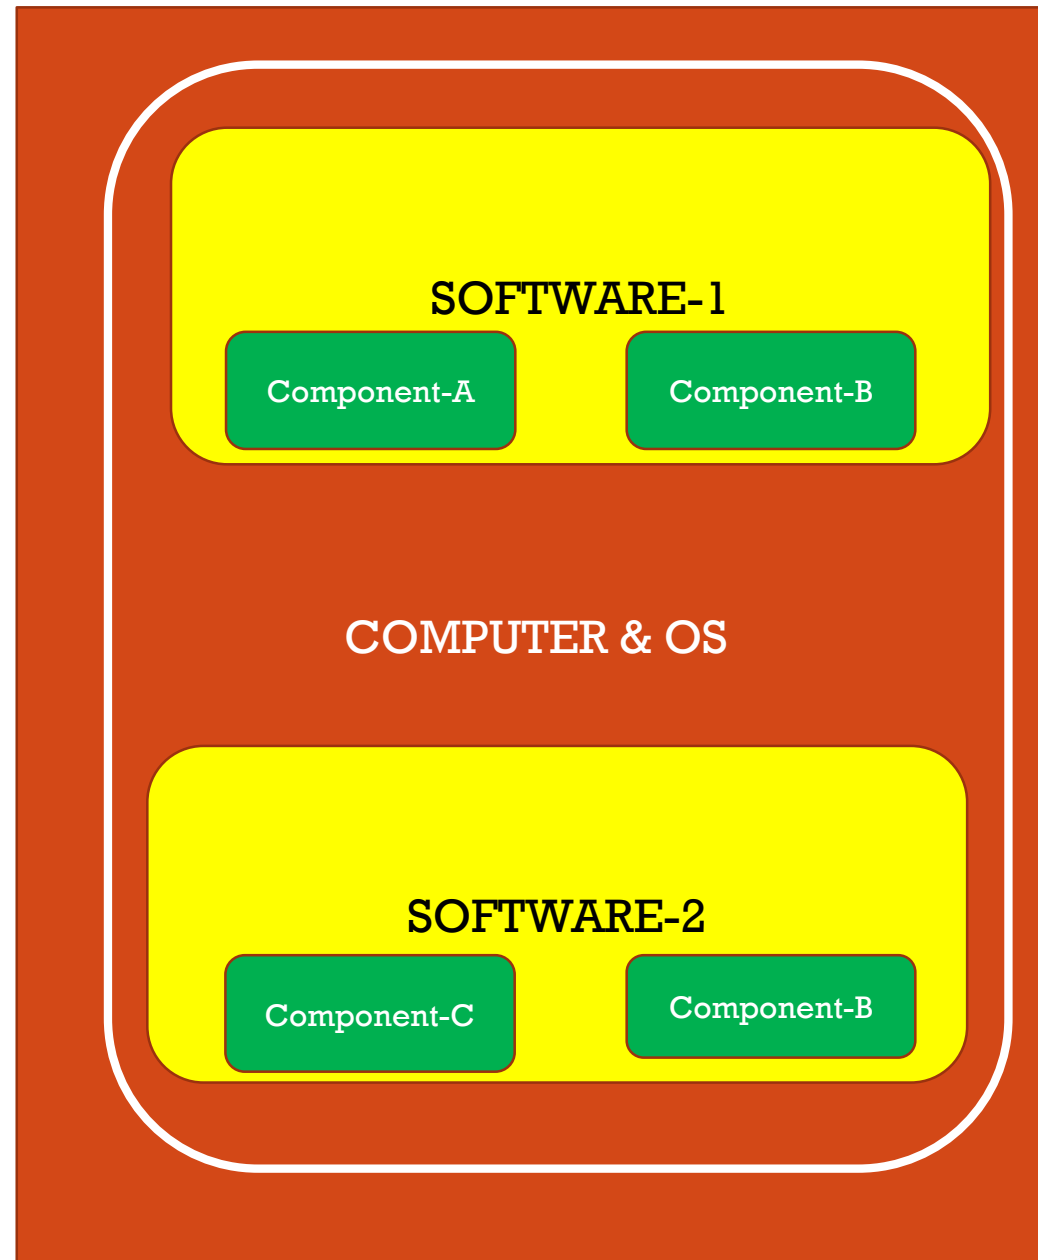 SOFTWARE-1
Component-A
Component-B
COMPUTER & OS
SOFTWARE-2
Component-C
Component-B